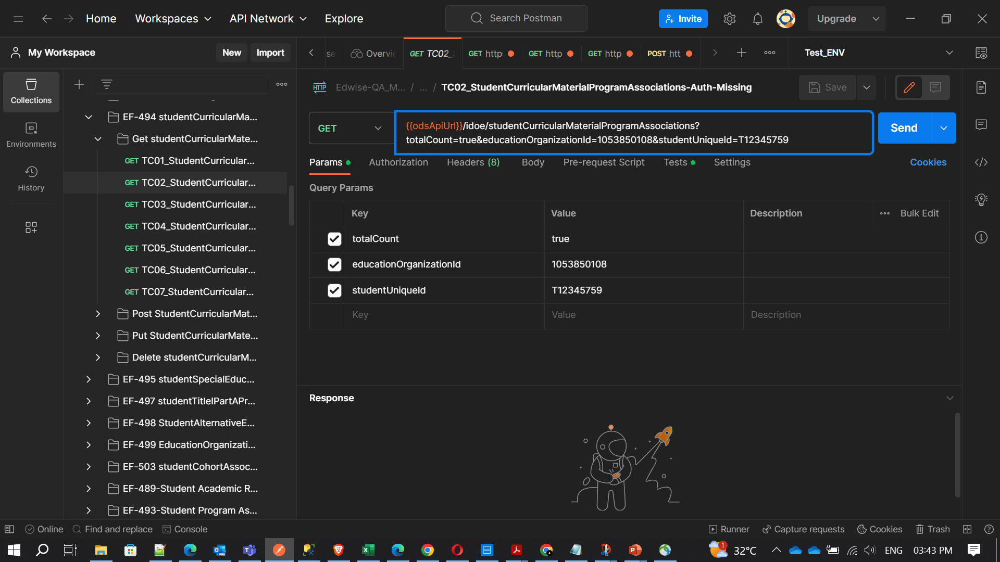 Home
Workspaces
API Network
Explore
Search Postman
Invite
Upgrade
My Workspace
New
Import
se
Overvie
GET TC02_S
GET http:
GET http
GET http
POST htt
Test_ENV
Collections
Environments
History
EF-494 studentCurricularMa...
Get studentCurricularMate...
GET TC01_StudentCurricular...
GET TC02_StudentCurricular...
GET TC03_StudentCurricular...
GET TC04_StudentCurricular...
GET TC05_StudentCurricular...
GET TC06_StudentCurricular...
GET TC07_StudentCurricular...
Post StudentCurricularMat...
Put StudentCurricularMate...
Delete studentCurricularM...
EF-495 studentSpecialEduc...
EF-497 studentTitleIPartAPr...
EF-498 StudentAlternativeE...
EF-499 EducationOrganizati...
EF-503 studentCohortAssoc...
EF-489-Student Academic R...
EF-493-Student Program As...
HTTP Edwise-QA_M... / ... / TC02_StudentCurricularMaterialProgramAssociations-Auth-Missing
Save
GET
{{odsApiUrl}}/idoe/studentCurricularMaterialProgramAssociations?
totalCount=true&educationOrganizationId=1053850108&studentUniqueId=T12345759
Send
Params
Authorization
Headers (8)
Body
Pre-request Script
Tests
Settings
Cookies
Query Params
Key Value Description Bulk Edit
totalCount true
educationOrganizationId 1053850108
studentUniqueId T12345759
Key Value Description
Response
Online
Find and replace
Console
Runner
Capture requests
Cookies
Trash
1
32°C
ENG
03:43 PM